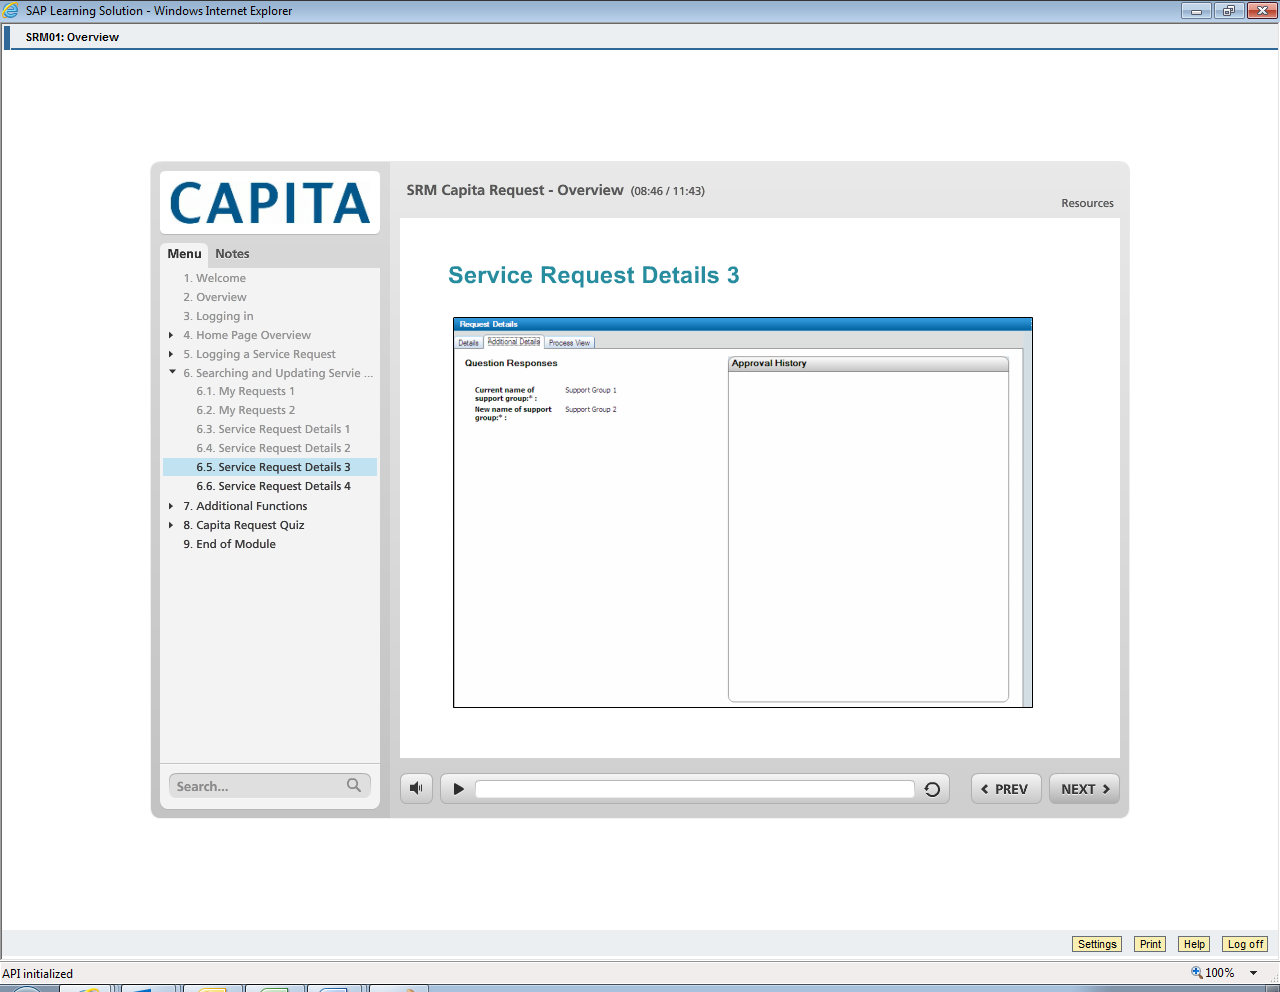 SAP Learning Solution - Windows Internet Explorer
SRM01: Overview
CAPITA
SRM Capita Request - Overview (08:46 / 11:43)
Resources
Menu Notes
1. Welcome
2. Overview
3. Logging in
4. Home Page Overview
5. Logging a Service Request
6. Searching and Updating Servie ...
6.1. My Requests 1
6.2. My Requests 2
6.3. Service Request Details 1
6.4. Service Request Details 2
6.5. Service Request Details 3
6.6. Service Request Details 4
7. Additional Functions
8. Capita Request Quiz
9. End of Module
Search...
Service Request Details 3
Request Details
Details Additional Details Process View
Question Responses
Current name of
support group:* :
Support Group 1
New name of support
group:* :
Support Group 2
Approval History
PREV NEXT
Settings Print Help Log off
API initialized
100%